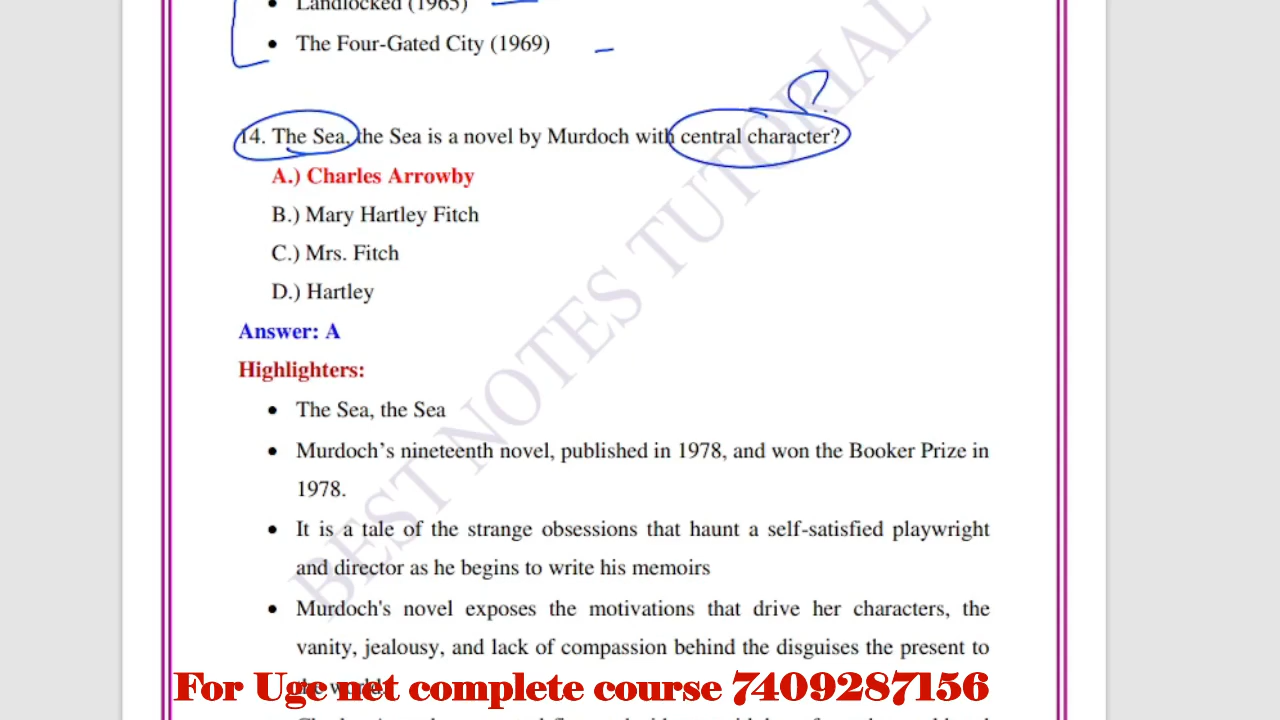 Landlocked (1965)
• The Four-Gated City (1969)
14. The Sea, the Sea is a novel by Murdoch with central character?
A.) Charles Arrowby
B.) Mary Hartley Fitch
C.) Mrs. Fitch
D.) Hartley
Answer: A
Highlighters:
• The Sea, the Sea
• Murdoch’s nineteenth novel, published in 1978, and won the Booker Prize in
1978.
• It is a tale of the strange obsessions that haunt a self-satisfied playwright
and director as he begins to write his memoirs
• Murdoch's novel exposes the motivations that drive her characters, the
vanity, jealousy, and lack of compassion behind the disguises the present to
the world.
For Ugc net complete course 7409287156
BEST NOTES TUTORIAL